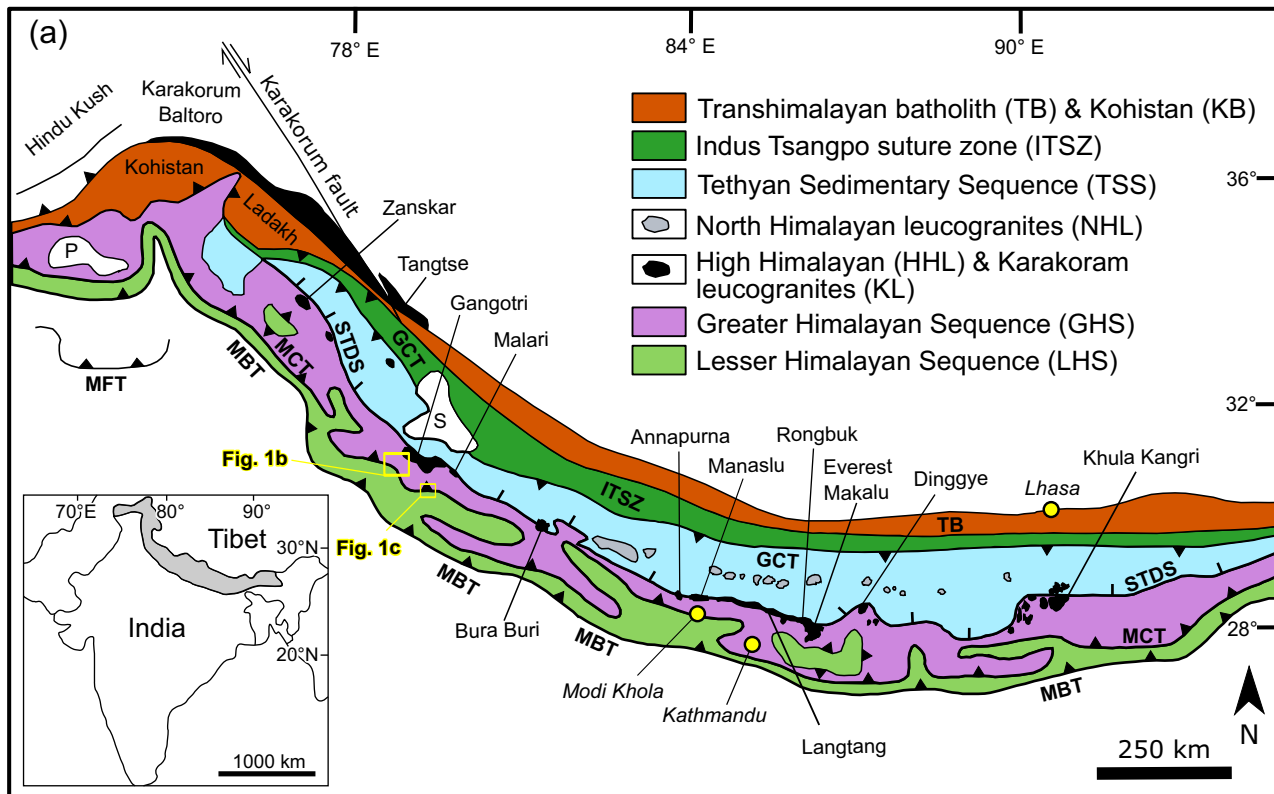 (a)
78° E
84° E
90° E
36°
32°
28°
Hindu Kush
Karakorum
Baltoro
Karakorum fault
Kohistan
Ladakh
Zanskar
Tangtse
Gangotri
Malari
P
S
STDS
GCT
MCT
MBT
MFT
Transhimalayan batholith (TB) & Kohistan (KB)
Indus Tsangpo suture zone (ITSZ)
Tethyan Sedimentary Sequence (TSS)
North Himalayan leucogranites (NHL)
High Himalayan (HHL) & Karakoram
leucogranites (KL)
Greater Himalayan Sequence (GHS)
Lesser Himalayan Sequence (LHS)
Fig. 1b
Fig. 1c
Annapurna
Manaslu
Rongbuk
Everest
Makalu
Dinggye
Lhasa
Khula Kangri
ITSZ
TB
GCT
STDS
MCT
MBT
MBT
MBT
Bura Buri
Modi Khola
Kathmandu
Langtang
N
250 km
70°E
80°
90°
Tibet
30°N
India
20°N
1000 km